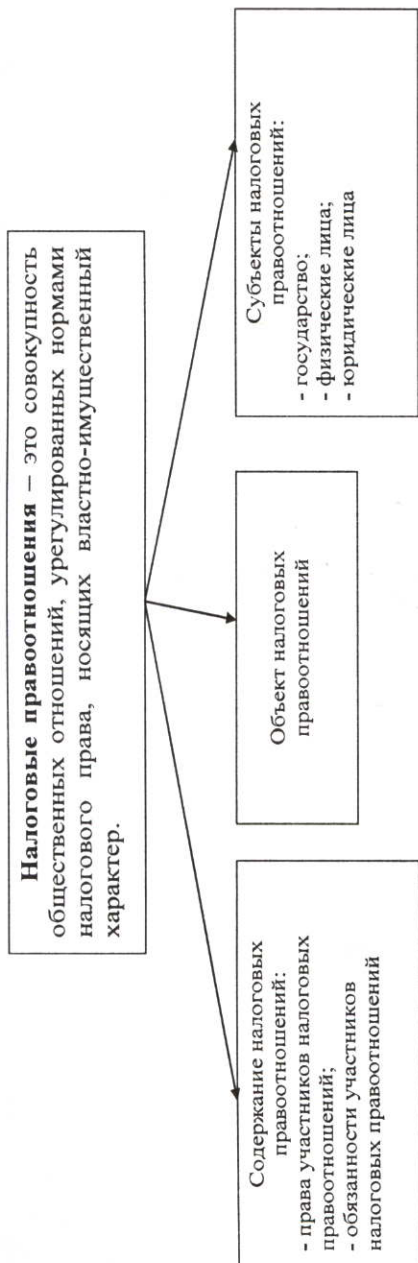 Налоговые правоотношения – это совокупность
общественных отношений, урегулированных нормами
налогового права, носящих властно-имущественный
характер.
Содержание налоговых
правоотношений:
- права участников налоговых
правоотношений;
- обязанности участников
налоговых правоотношений
Объект налоговых
правоотношений
Субъекты налоговых
правоотношений:
- государство;
- физические лица;
- юридические лица